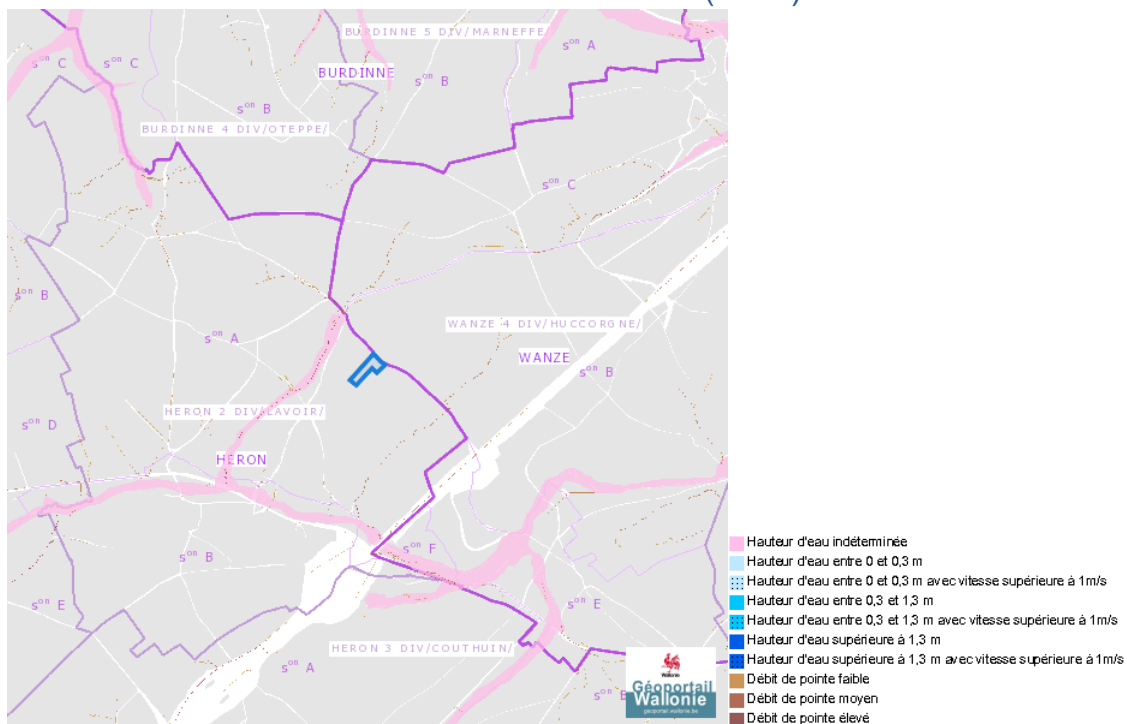 BURDINNE 5 DIV/MARNEFFE
sᵒⁿ A
sᵒⁿ C
sᵒⁿ C
BURDINNE
sᵒⁿ B
sᵒⁿ B
BURDINNE 4 DIV/OTEPPE/
sᵒⁿ C
sᵒⁿ B
WANZE 4 DIV/HUCCORGNE/
sᵒⁿ A
WANZE
sᵒⁿ B
HERON 2 DIV/LAVOIR/
sᵒⁿ D
HERON
sᵒⁿ F
sᵒⁿ B
sᵒⁿ E
sᵒⁿ E
HERON 3 DIV/COUTHUIN/
sᵒⁿ A
sᵒⁿ B
Wallonie
Géoportail
Wallonie
geoportail.wallonie.be
Hauteur d'eau indéterminée
Hauteur d'eau entre 0 et 0,3 m
Hauteur d'eau entre 0 et 0,3 m avec vitesse supérieure à 1m/s
Hauteur d'eau entre 0,3 et 1,3 m
Hauteur d'eau entre 0,3 et 1,3 m avec vitesse supérieure à 1m/s
Hauteur d'eau supérieure à 1,3 m
Hauteur d'eau supérieure à 1,3 m avec vitesse supérieure à 1m/s
Débit de pointe faible
Débit de pointe moyen
Débit de pointe élevé